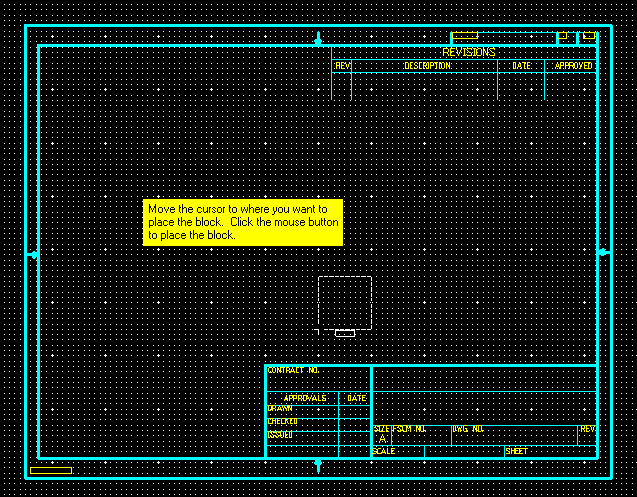 REVISIONS
REV DESCRIPTION DATE APPROVED
Move the cursor to where you want to
place the block. Click the mouse button
to place the block.
CONTRACT NO.
APPROVALS DATE
DRAWN
CHECKED
ISSUED
SIZE FSCM NO. DWG. NO. REV.
A
SCALE SHEET